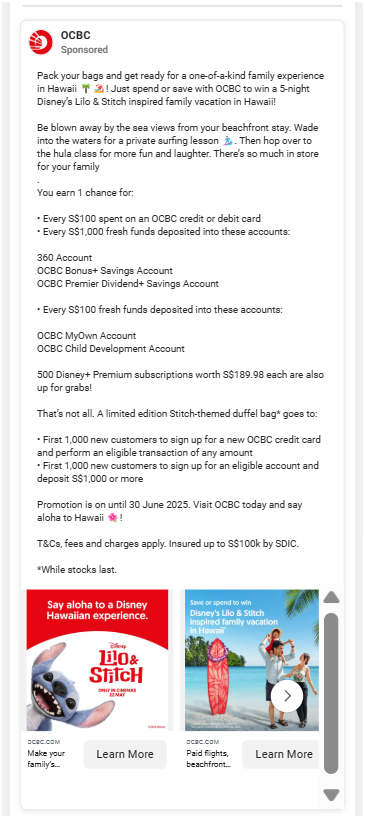 OCBC
Sponsored
Pack your bags and get ready for a one-of-a-kind family experience
in Hawaii 🌴 🏖️ ! Just spend or save with OCBC to win a 5-night
Disney's Lilo & Stitch inspired family vacation in Hawaii!
Be blown away by the sea views from your beachfront stay. Wade
into the waters for a private surfing lesson 🏄 . Then hop over to
the hula class for more fun and laughter. There's so much in store
for your family
.
You earn 1 chance for:
• Every S$100 spent on an OCBC credit or debit card
• Every S$1,000 fresh funds deposited into these accounts:
360 Account
OCBC Bonus+ Savings Account
OCBC Premier Dividend+ Savings Account
• Every S$100 fresh funds deposited into these accounts:
OCBC MyOwn Account
OCBC Child Development Account
500 Disney+ Premium subscriptions worth S$189.98 each are also
up for grabs!
That's not all. A limited edition Stitch-themed duffel bag* goes to:
• First 1,000 new customers to sign up for a new OCBC credit card
and perform an eligible transaction of any amount
• First 1,000 new customers to sign up for an eligible account and
deposit S$1,000 or more
Promotion is on until 30 June 2025. Visit OCBC today and say
aloha to Hawaii 🌺 !
T&Cs, fees and charges apply. Insured up to S$100k by SDIC.
*While stocks last.
Say aloha to a Disney
Hawaiian experience.
Disney
LILO &
STITCH
ONLY IN CINEMAS
22 MAY
Save or spend to win
Disney's Lilo & Stitch
inspired family vacation
in Hawaii
OCBC.COM
Make your
family's...
Learn More
OCBC.COM
Paid flights,
beachfront...
Learn More